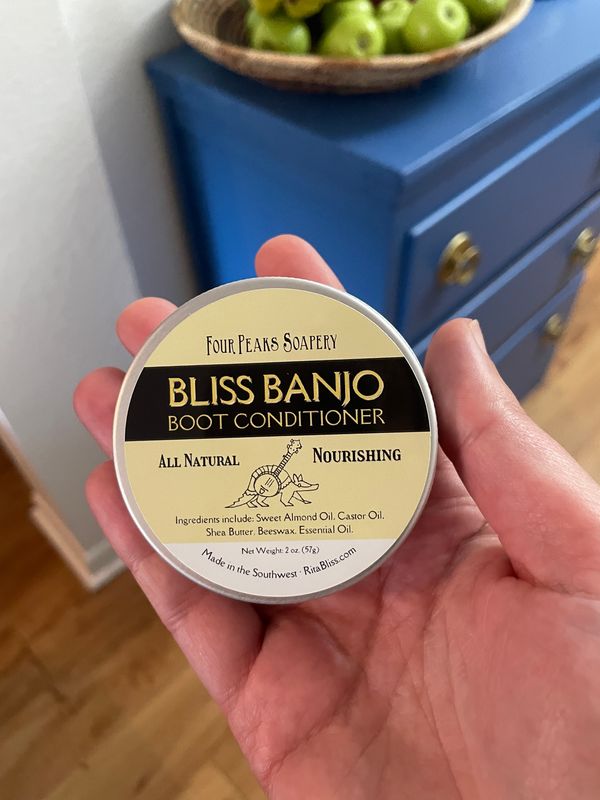 Four Peaks Soapery
BLISS BANJO
BOOT CONDITIONER
All Natural Nourishing
Ingredients include: Sweet Almond Oil, Castor Oil,
Shea Butter, Beeswax, Essential Oil.
Net Weight: 2 oz. (57g)
Made in the Southwest · RitaBliss.com